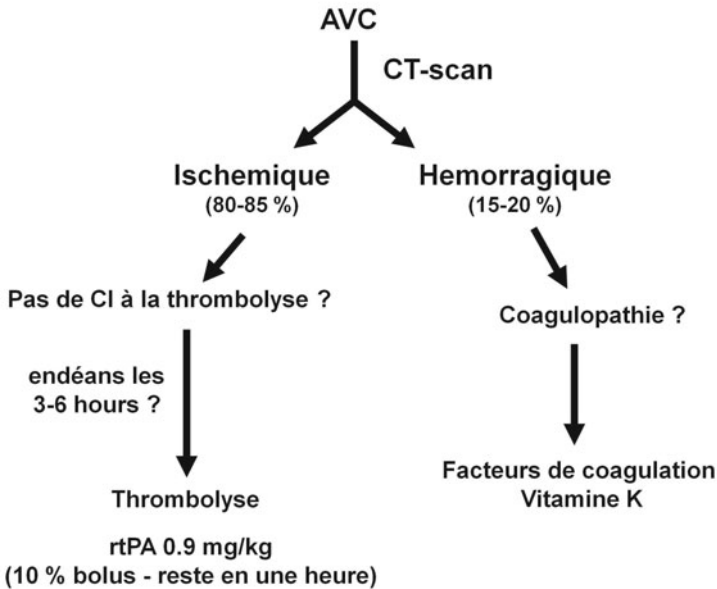 AVC
CT-scan
Ischemique
(80-85 %)
Hemorragique
(15-20 %)
Pas de CI à la thrombolyse ?
Coagulopathie ?
endéans les
3-6 hours ?
Thrombolyse
Facteurs de coagulation
Vitamine K
rtPA 0.9 mg/kg
(10 % bolus - reste en une heure)